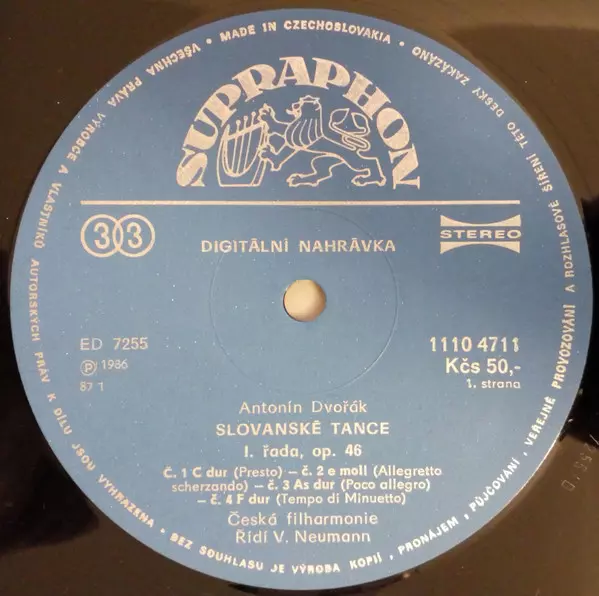 • MADE IN CZECHOSLOVAKIA •
VŠECHNA PRÁVA VÝROBCE A VLASTNÍKŮ AUTORSKÝCH PRÁV K DÍLU JSOU VYHRAZENA • BEZ SOUHLASU JE VÝROBA KOPIÍ, PRONÁJEM, PŮJČOVÁNÍ, VEŘEJNÉ PROVOZOVÁNÍ A ROZHLASOVÉ ŠÍŘENÍ TÉTO DESKY ZAKÁZÁNO
SUPRAPHON
33
DIGITÁLNÍ NAHRÁVKA
STEREO
ED 7255
1110 4711
Ⓟ 1986
Kčs 50,-
87 1
1. strana
Antonín Dvořák
SLOVANSKÉ TANCE
I. řada, op. 46
Č. 1 C dur (Presto) – č. 2 e moll (Allegretto
scherzando) – č. 3 As dur (Poco allegro)
– č. 4 F dur (Tempo di Minuetto)
Česká filharmonie
Řídí V. Neumann